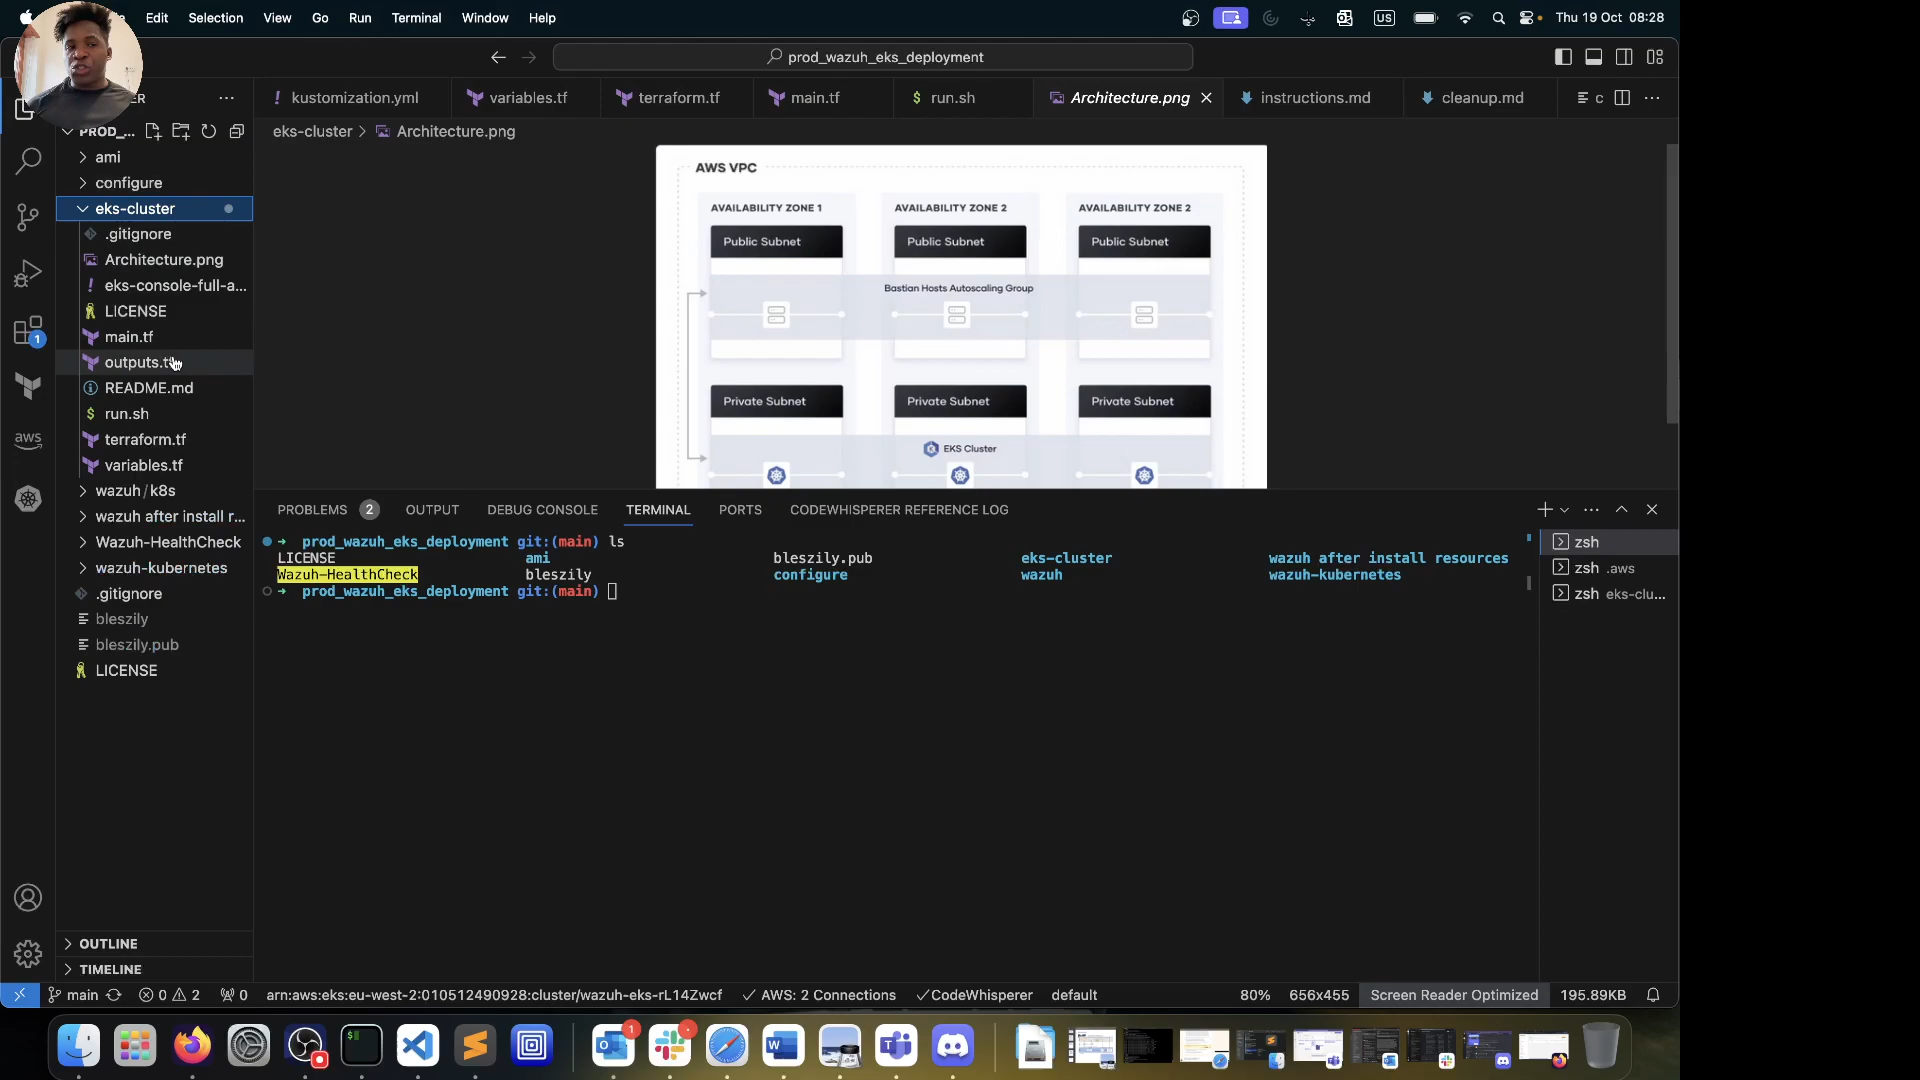 Edit Selection View Go Run Terminal Window Help
US
Thu 19 Oct 08:28
prod_wazuh_eks_deployment
kustomization.yml
variables.tf
terraform.tf
main.tf
run.sh
Architecture.png
instructions.md
cleanup.md
c
eks-cluster > Architecture.png
PROD_...
ami
configure
eks-cluster
.gitignore
Architecture.png
eks-console-full-a...
LICENSE
main.tf
README.md
run.sh
terraform.tf
variables.tf
wazuh / k8s
wazuh after install r...
Wazuh-HealthCheck
wazuh-kubernetes
.gitignore
bleszily
bleszily.pub
LICENSE
1
aws
OUTLINE
TIMELINE
AWS VPC
AVAILABILITY ZONE 1
AVAILABILITY ZONE 2
AVAILABILITY ZONE 2
Public Subnet
Public Subnet
Public Subnet
Bastian Hosts Autoscaling Group
Private Subnet
Private Subnet
Private Subnet
EKS Cluster
PROBLEMS 2 OUTPUT DEBUG CONSOLE TERMINAL PORTS CODEWHISPERER REFERENCE LOG
→ prod_wazuh_eks_deployment git:(main) ls
LICENSE ami bleszily.pub eks-cluster wazuh after install resources
Wazuh-HealthCheck bleszily configure wazuh wazuh-kubernetes
→ prod_wazuh_eks_deployment git:(main)
zsh
zsh .aws
zsh eks-clu...
main 0 2 0 arn:aws:eks:eu-west-2:010512490928:cluster/wazuh-eks-rL14Zwcf AWS: 2 Connections CodeWhisperer default 80% 656x455 Screen Reader Optimized 195.89KB
1